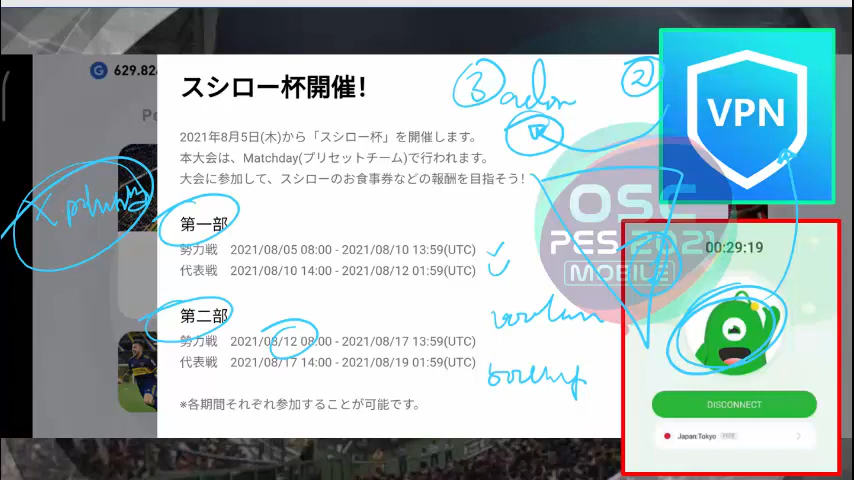 629.82
スシロー杯開催!
2021年8月5日(木)から「スシロー杯」を開催します。
本大会は、Matchday(プリセットチーム)で行われます。
大会に参加して、スシローのお食事券などの報酬を目指そう!
第一部
勢力戦 2021/08/05 08:00 - 2021/08/10 13:59(UTC)
代表戦 2021/08/10 14:00 - 2021/08/12 01:59(UTC)
第二部
勢力戦 2021/08/12 08:00 - 2021/08/17 13:59(UTC)
代表戦 2021/08/17 14:00 - 2021/08/19 01:59(UTC)
※各期間それぞれ参加することが可能です。
③
②
VPN
OSC
PES 2021
MOBILE
00:29:19
DISCONNECT
Japan:Tokyo FREE